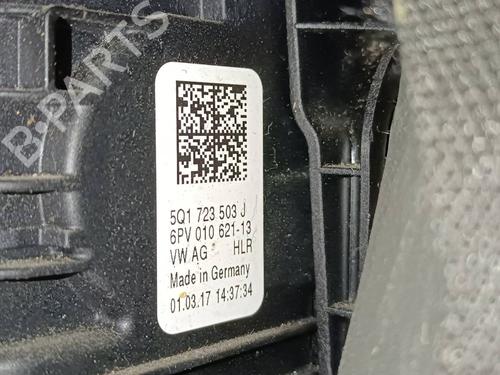 B-PARTS
5Q1 723 503 J
6PV 010 621-13
VW AG HLR
Made in Germany
01.03.17 14:37:34